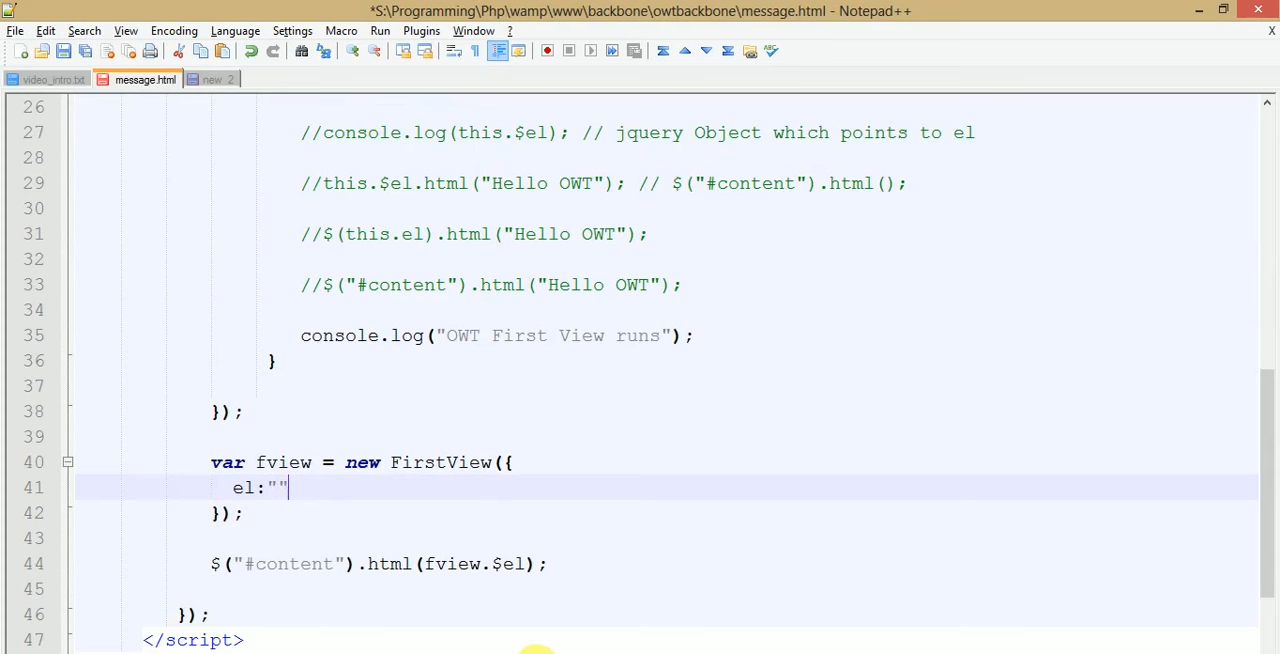 *S:\Programming\Php\wamp\www\backbone\owtbackbone\message.html - Notepad++
File Edit Search View Encoding Language Settings Macro Run Plugins Window ? X
video_intro.txt message.html new 2
26
27 //console.log(this.$el); // jquery Object which points to el
28
29 //this.$el.html("Hello OWT"); // $("#content").html();
30
31 //$(this.el).html("Hello OWT");
32
33 //$("#content").html("Hello OWT");
34
35 console.log("OWT First View runs");
36 }
37
38 });
39
40 var fview = new FirstView({
41 el:""
42 });
43
44 $("#content").html(fview.$el);
45
46 });
47 </script>